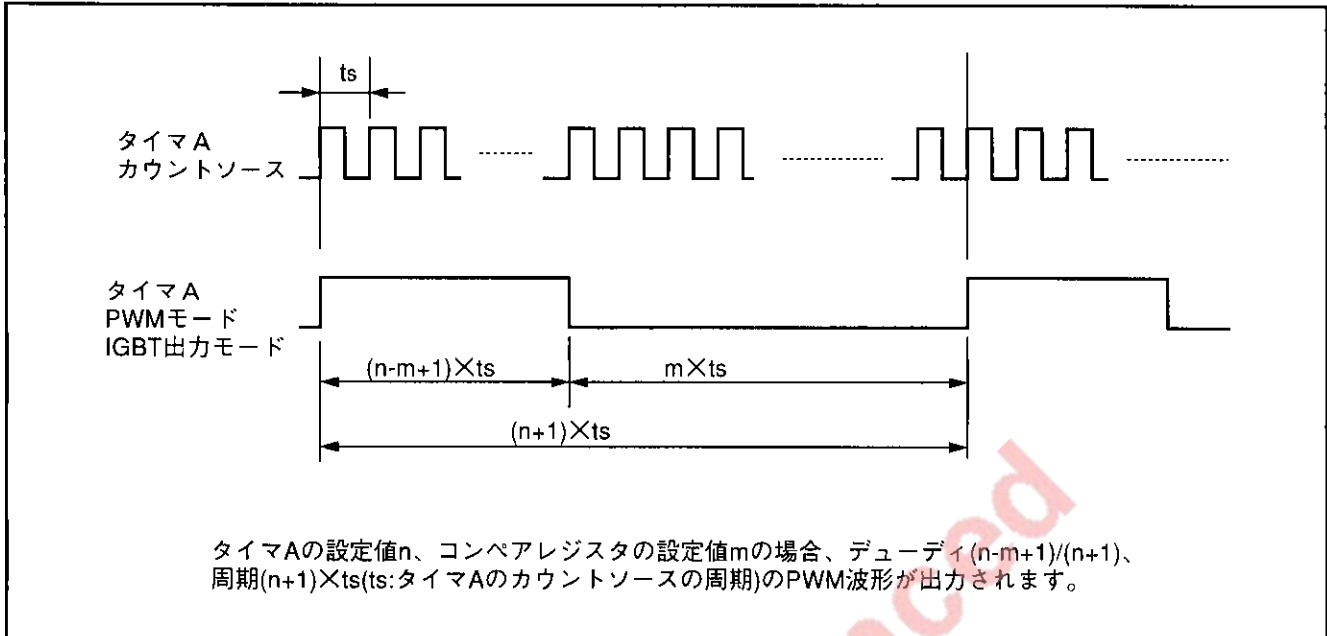 ts
タイマA
カウントソース
タイマA
PWMモード
IGBT出力モード
(n-m+1)×ts
m×ts
(n+1)×ts
タイマAの設定値n、コンペアレジスタの設定値mの場合、デューディ(n-m+1)/(n+1)、
周期(n+1)×ts(ts:タイマAのカウントソースの周期)のPWM波形が出力されます。
nced